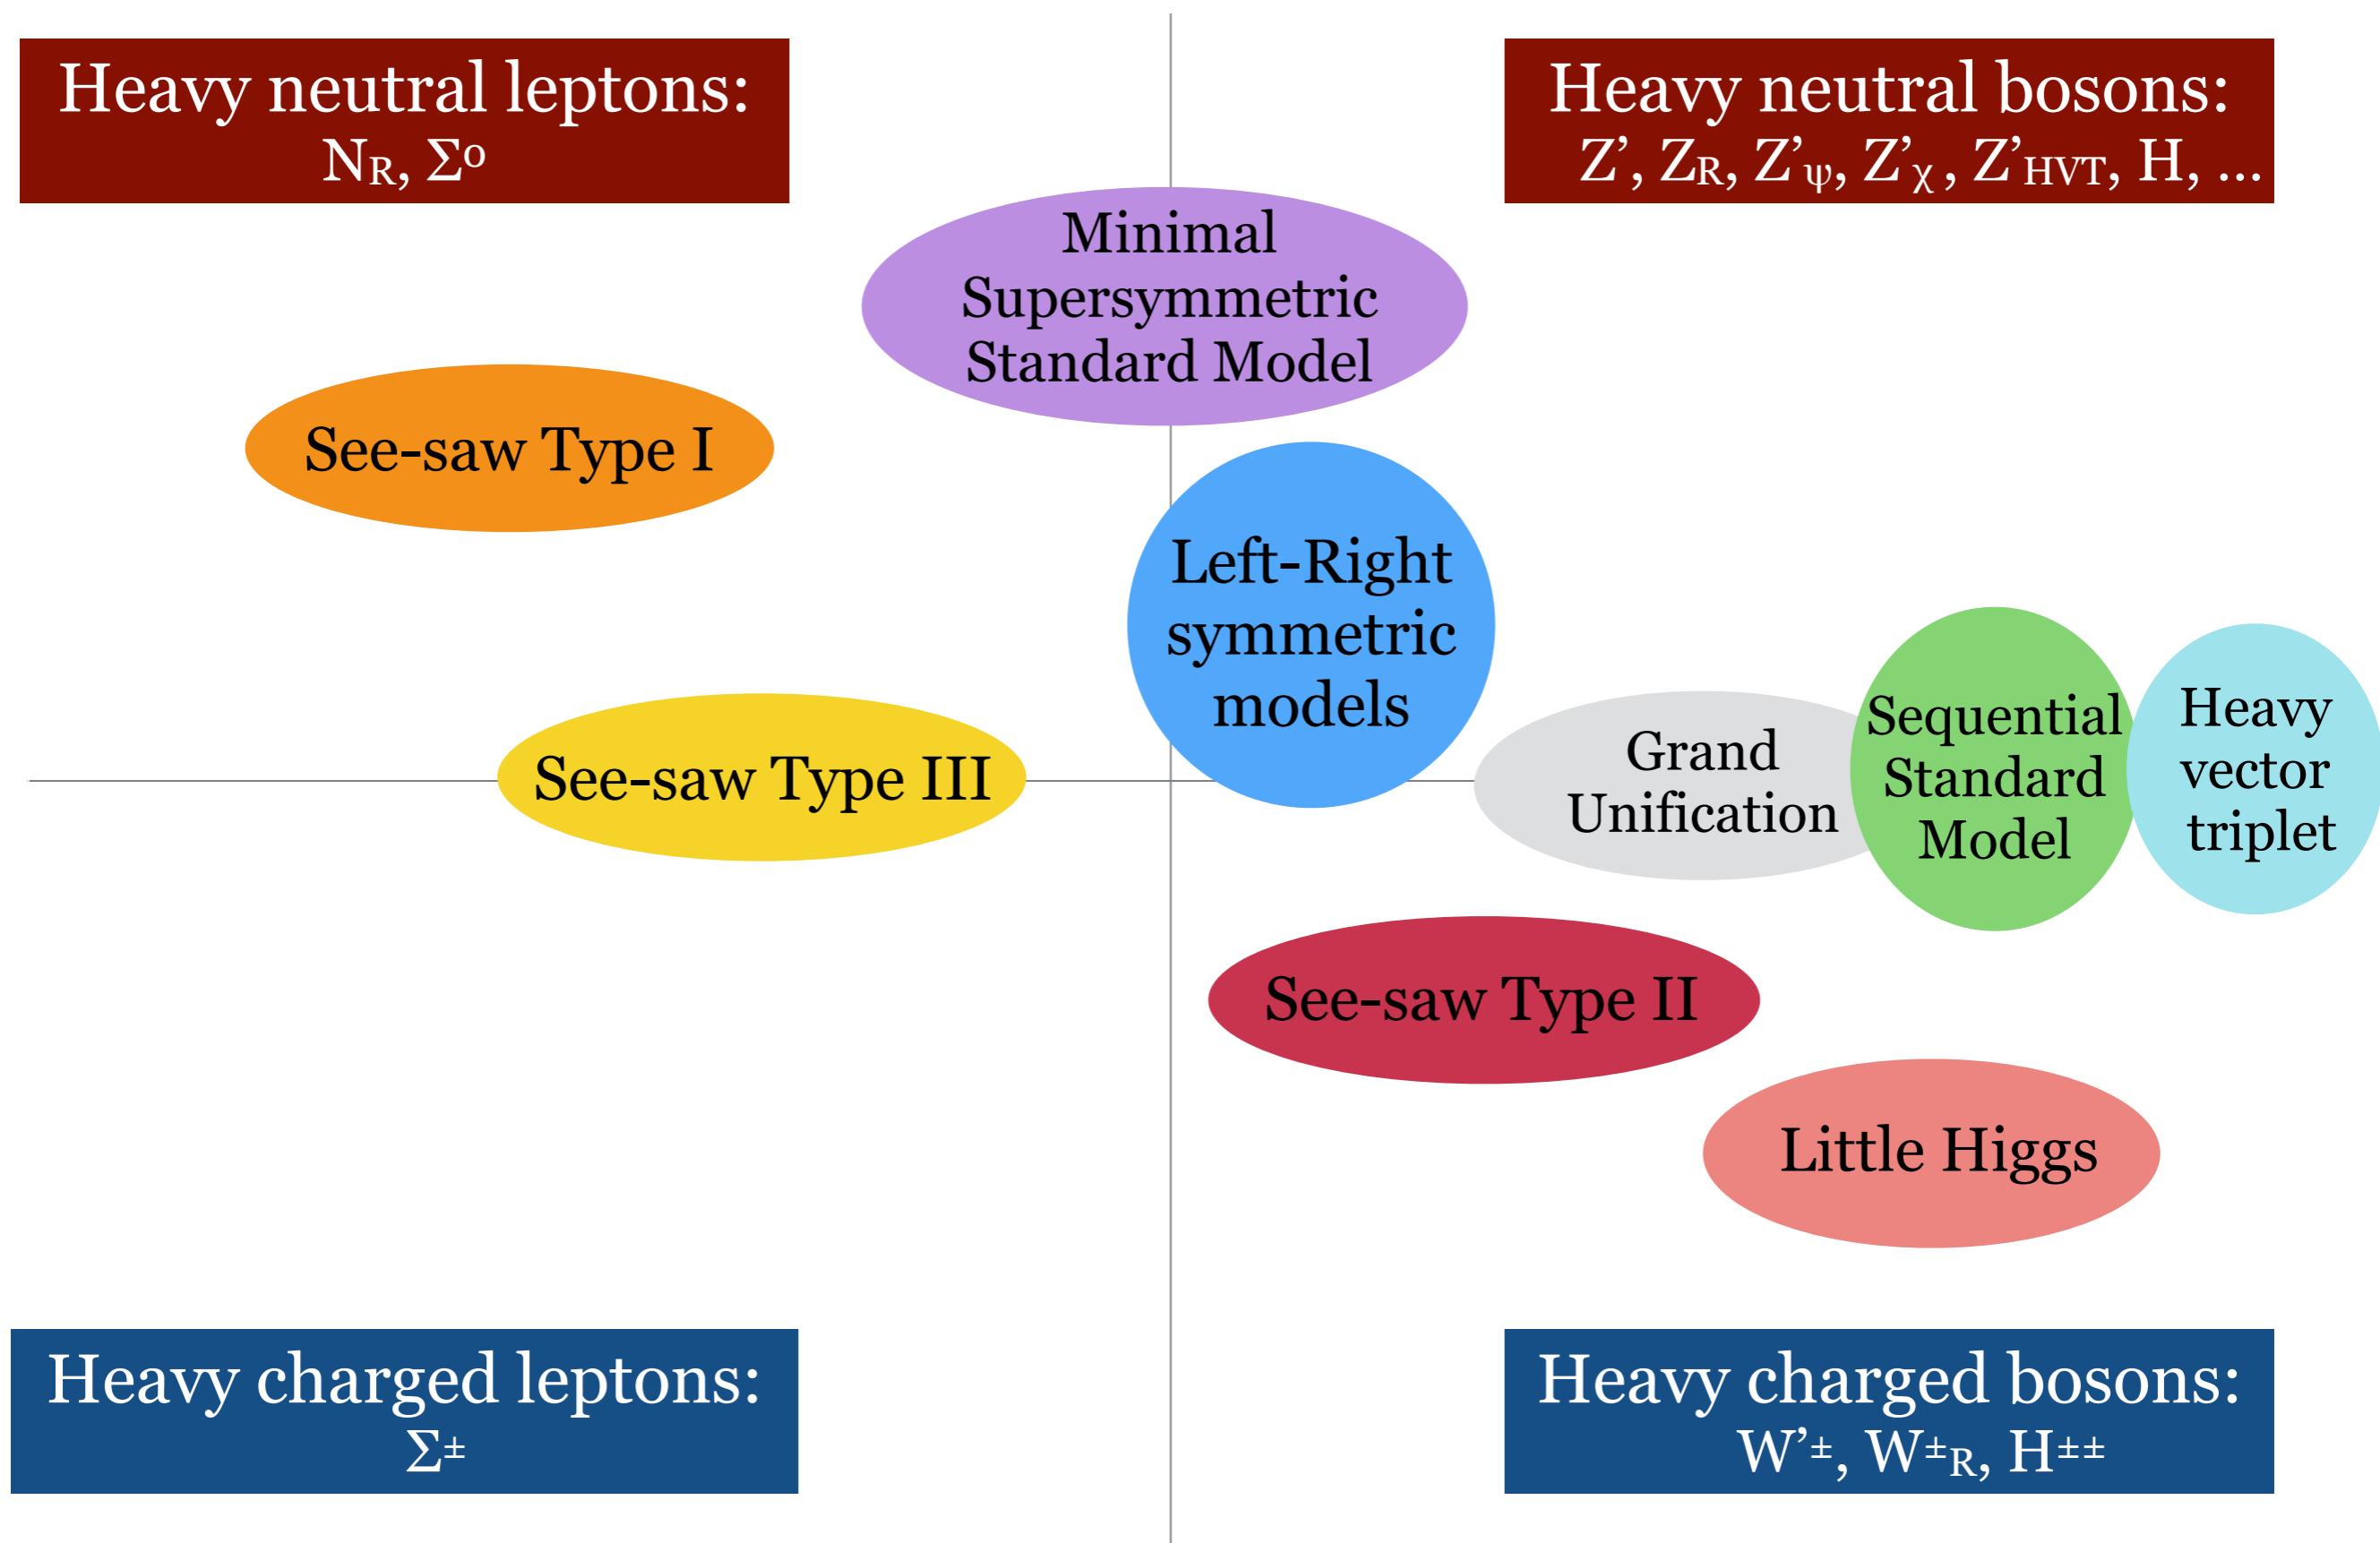 Heavy neutral leptons:
NR, Σ⁰
Heavy neutral bosons:
Z’, ZR, Z’ψ, Z’χ, Z’HVT, H, ...
Minimal
Supersymmetric
Standard Model
See-saw Type I
Left-Right
symmetric
models
See-saw Type III
Grand
Unification
Sequential
Standard
Model
Heavy
vector
triplet
See-saw Type II
Little Higgs
Heavy charged leptons:
Σ±
Heavy charged bosons:
W’±, W±R, H±±